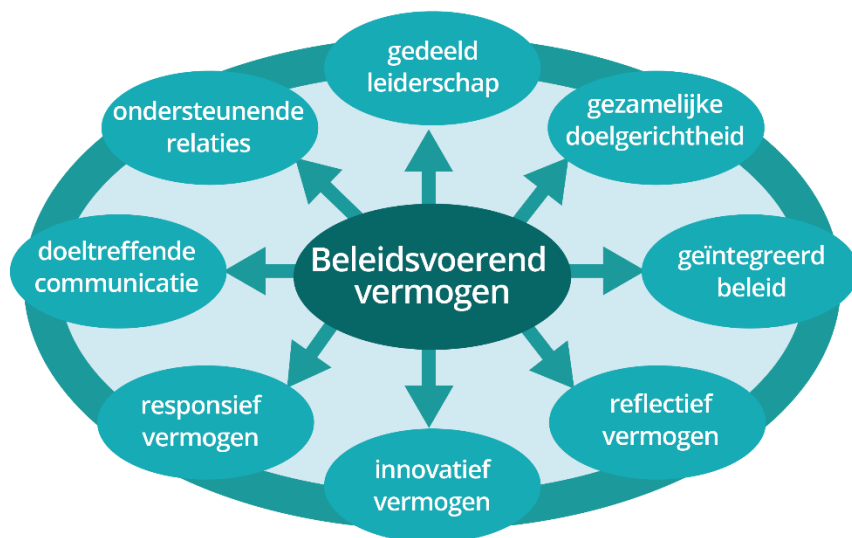 gedeeld
leiderschap
ondersteunende
relaties
gezamelijke
doelgerichtheid
doeltreffende
communicatie
Beleidsvoerend
vermogen
geïntegreerd
beleid
responsief
vermogen
reflectief
vermogen
innovatief
vermogen